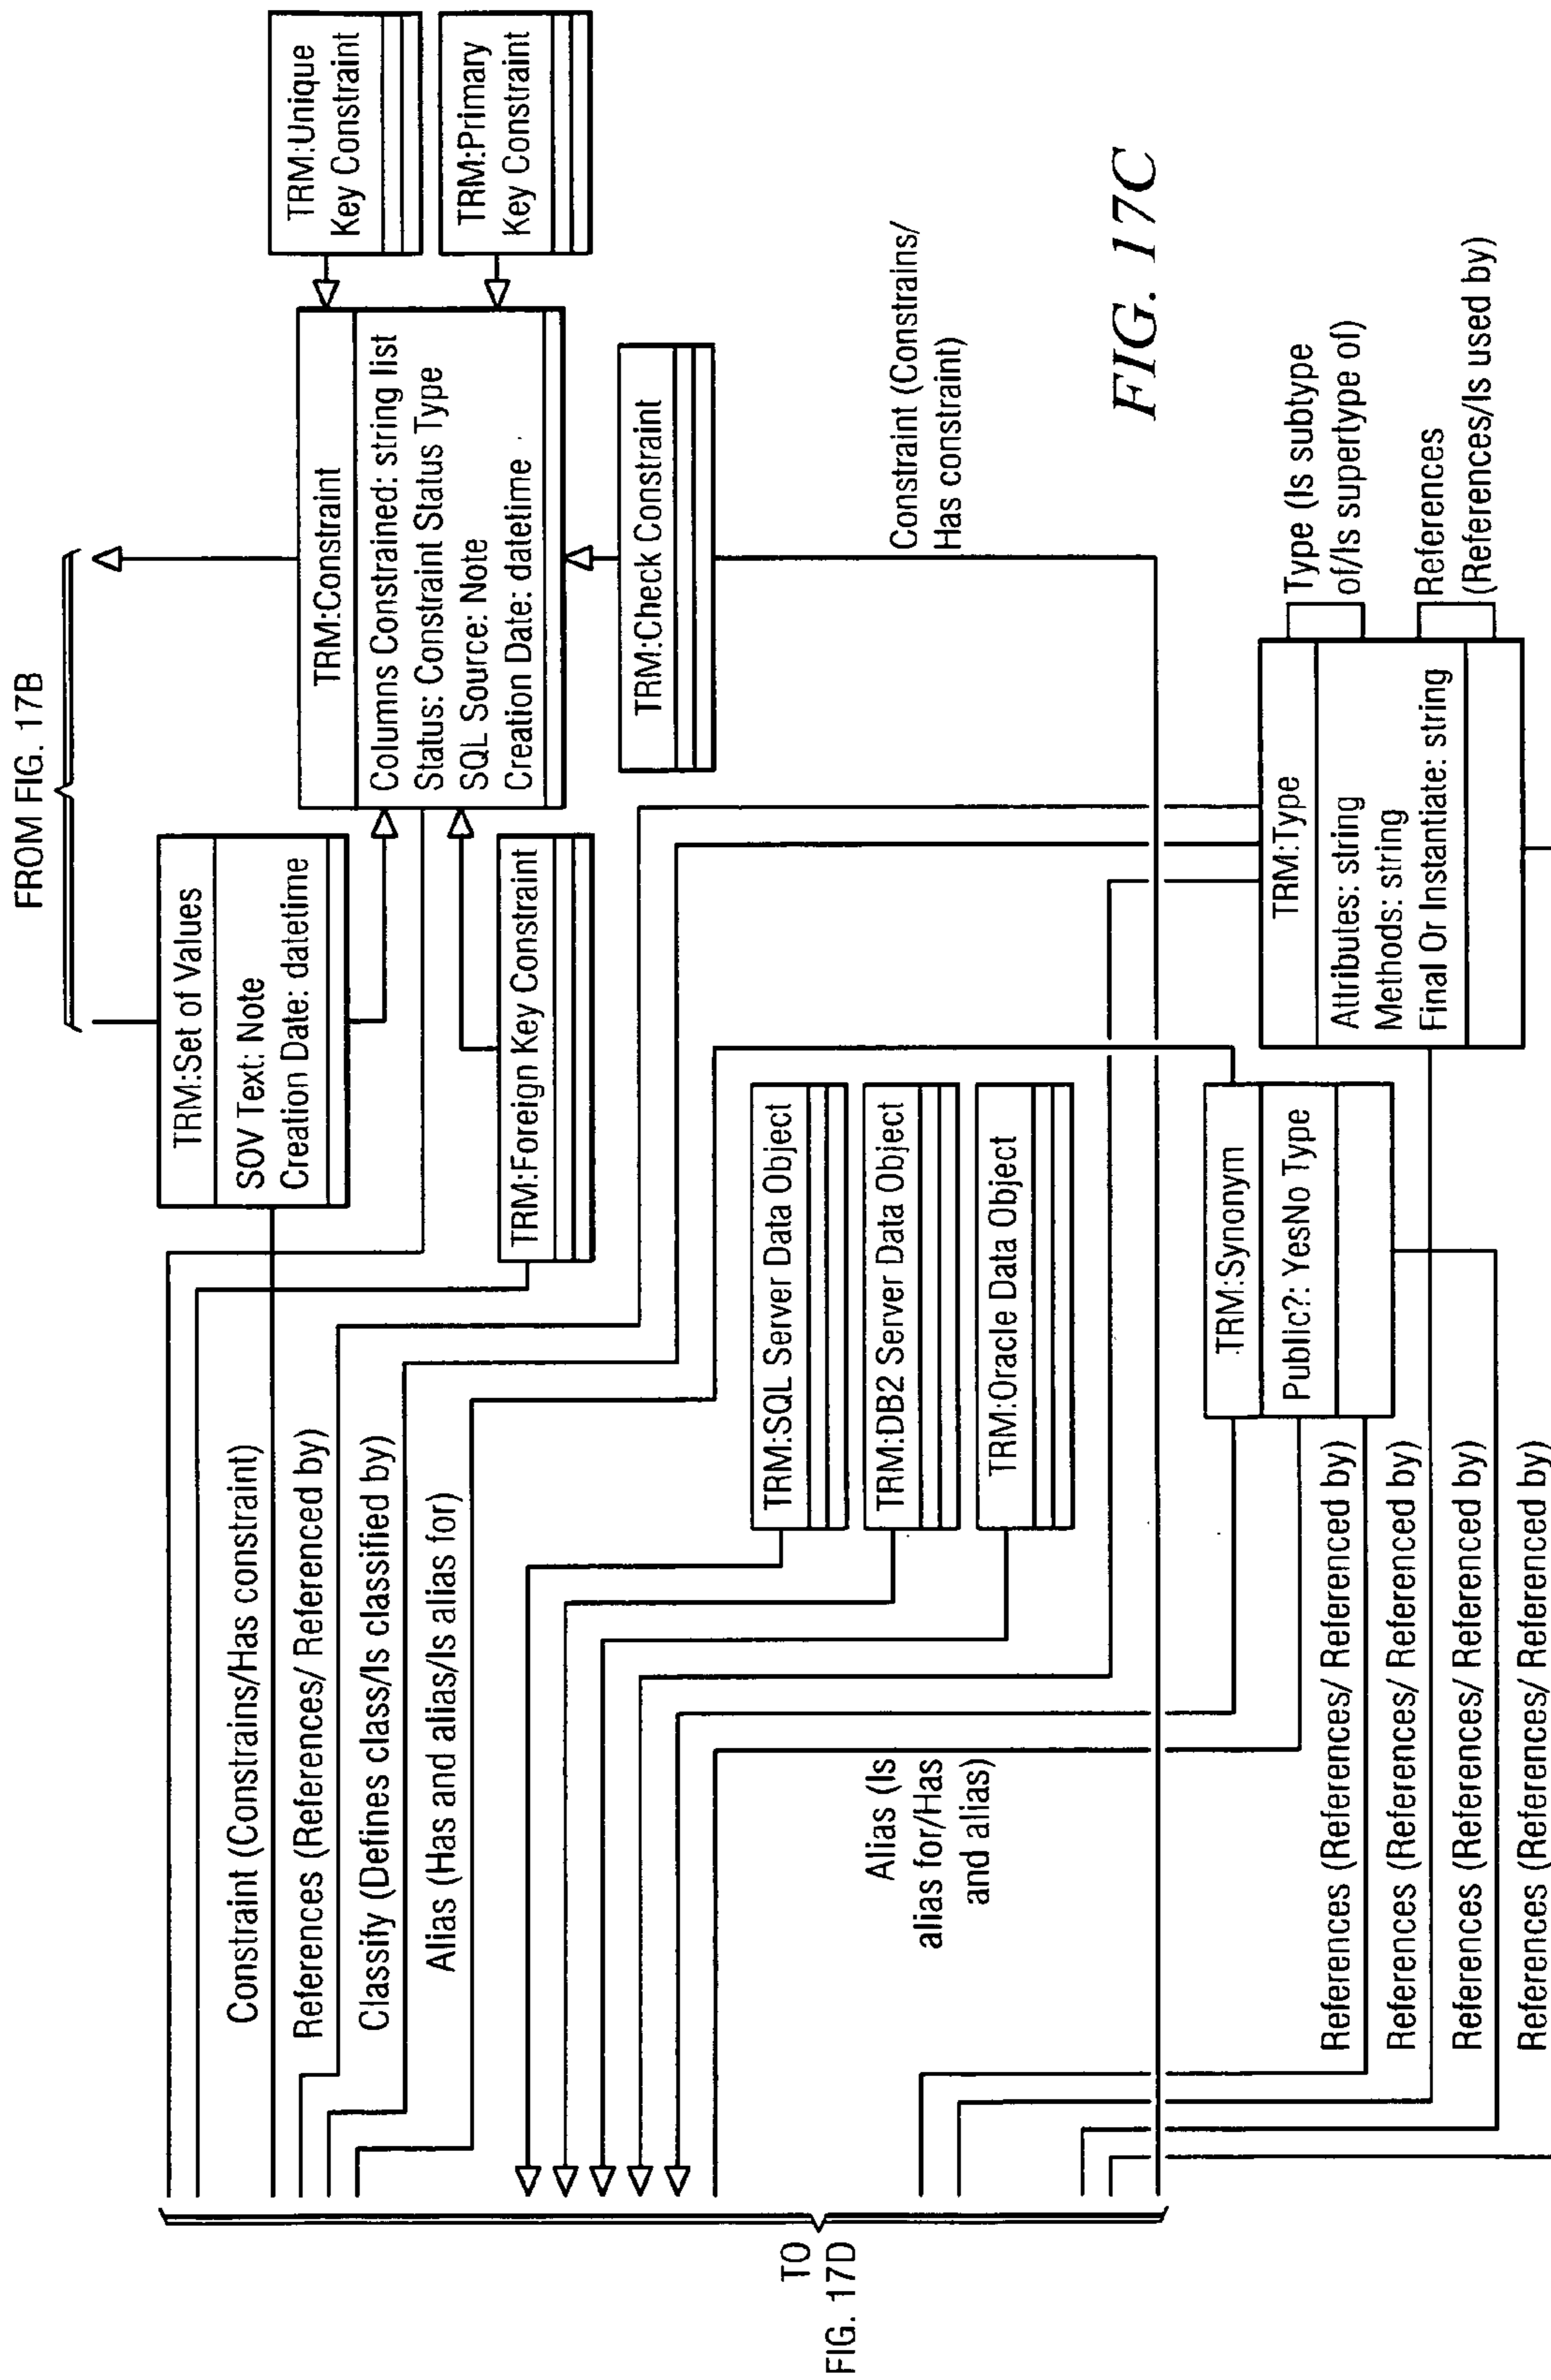 FROM FIG. 17B
TRM:Set of Values
SOV Text: Note
Creation Date: datetime
TRM:Constraint
Columns Constrained: string list
Status: Constraint Status Type
SQL Source: Note
Creation Date: datetime
TRM:Unique
Key Constraint
TRM:Primary
Key Constraint
TRM:Foreign Key Constraint
TRM:Check Constraint
Constraint (Constrains/Has constraint)
References (References/ Referenced by)
Classify (Defines class/Is classified by)
Alias (Has and alias/Is alias for)
TRM:SQL Server Data Object
TRM:DB2 Server Data Object
TRM:Oracle Data Object
Constraint (Constrains/
Has constraint)
TO
FIG. 17D
Alias (Is
alias for/Has
and alias)
FIG. 17C
TRM:Synonym
Public?: YesNo Type
TRM:Type
Attributes: string
Methods: string
Final Or Instantiate: string
Type (Is subtype
of/Is supertype of)
References
(References/Is used by)
References (References/ Referenced by)
References (References/ Referenced by)
References (References/ Referenced by)
References (References/ Referenced by)